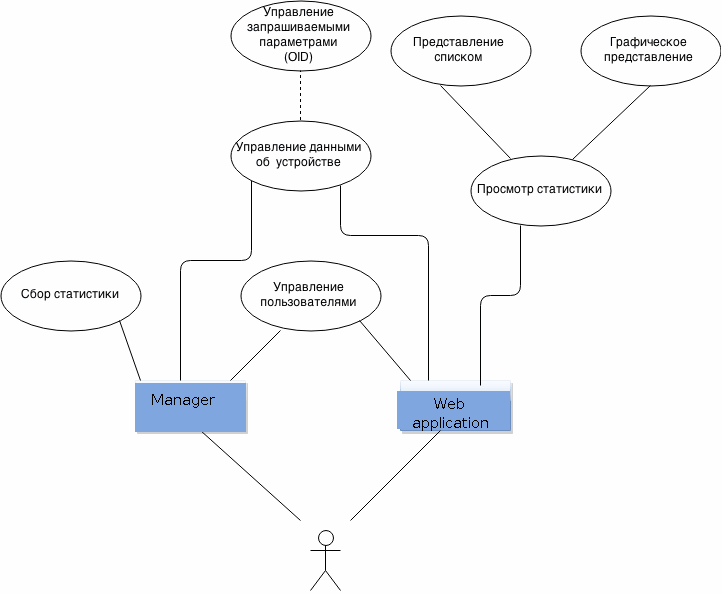 Управление
запрашиваемыми
параметрами
(OID)
Представление
списком
Графическое
представление
Управление данными
об устройстве
Просмотр статистики
Сбор статистики
Управление
пользователями
Manager
Web
application